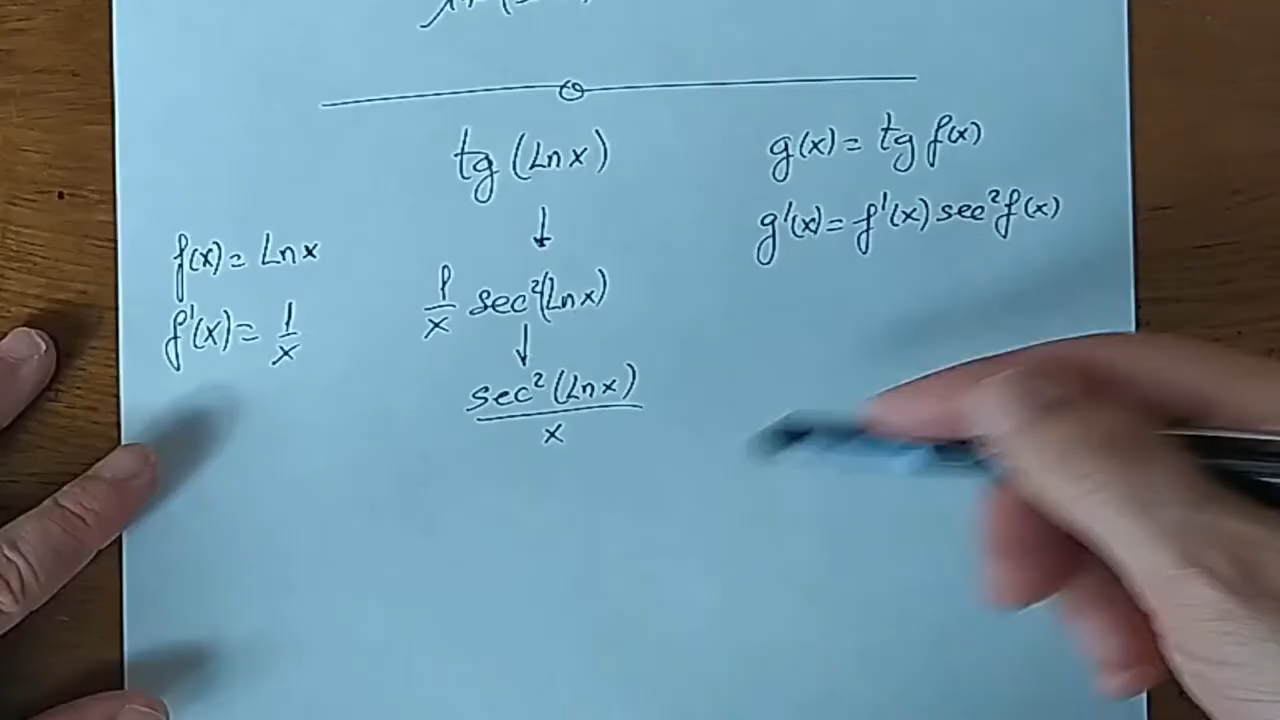 tg (Ln x)
↓
1/x sec²(Ln x)
↓
sec² (Ln x)/x
f(x) = Ln x
f'(x) = 1/x
g(x) = tg f(x)
g'(x) = f'(x) sec² f(x)